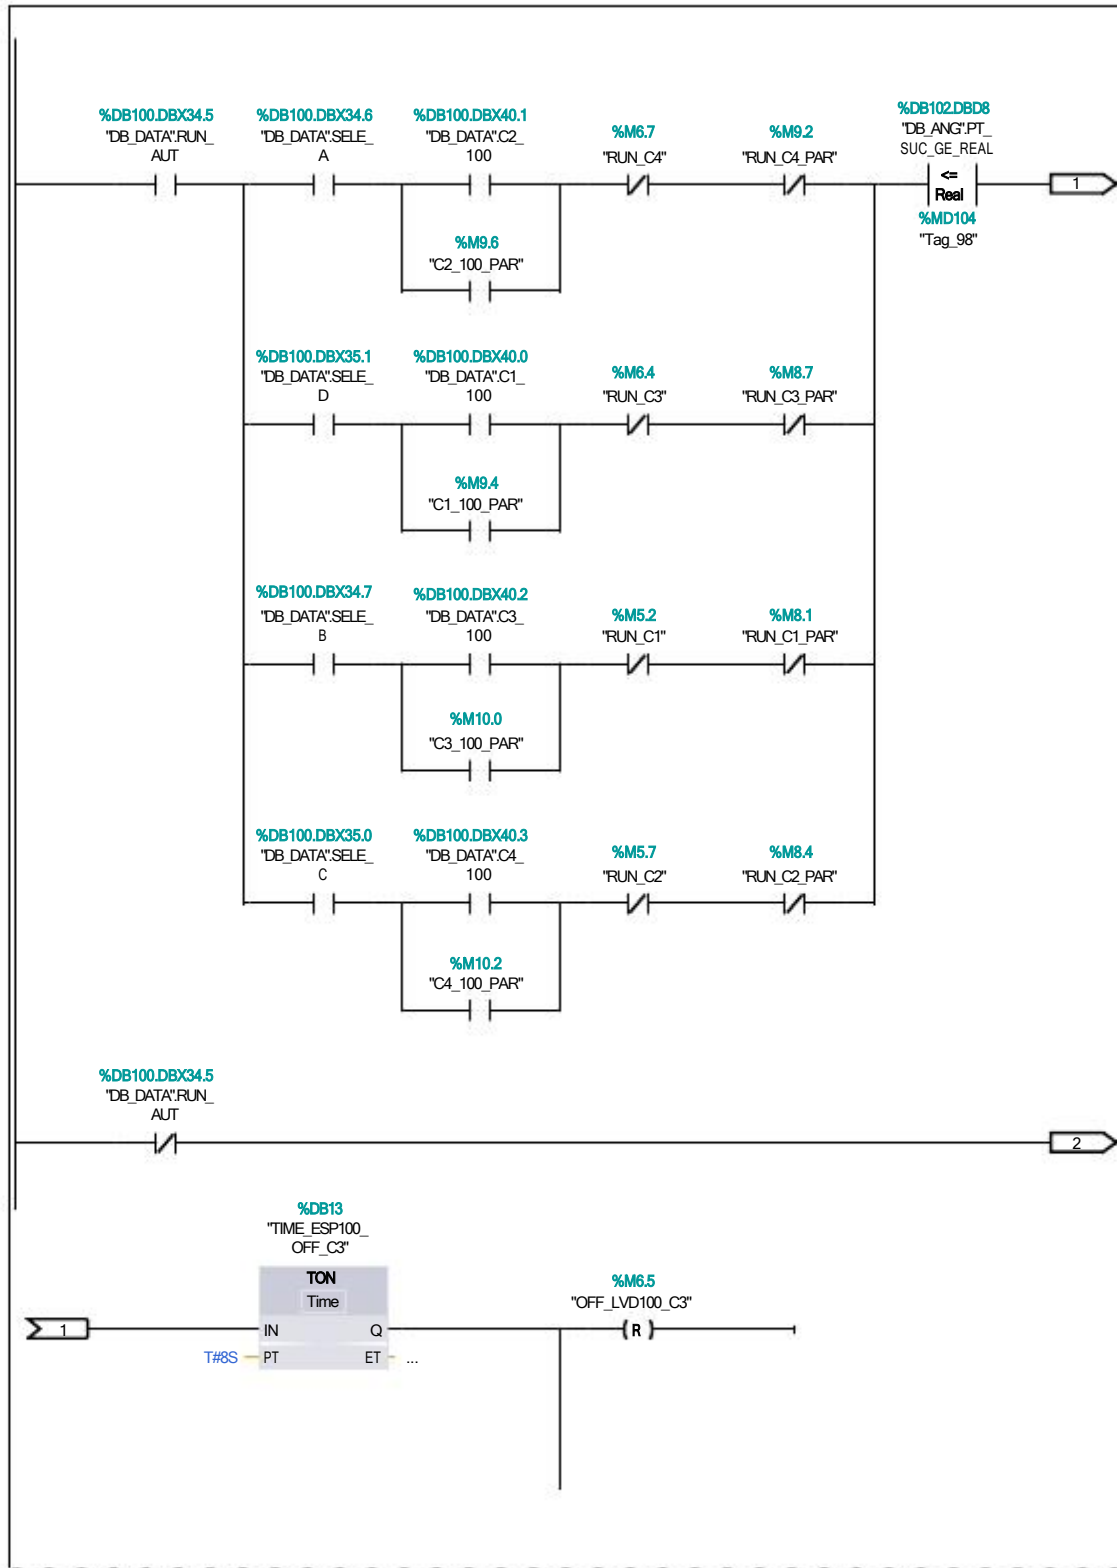 %DB100.DBX34.5
"DB_DATA".RUN_
AUT
%DB100.DBX34.6
"DB_DATA".SELE_
A
%DB100.DBX40.1
"DB_DATA".C2_
100
%M6.7
"RUN_C4"
%M9.2
"RUN_C4_PAR"
%DB102.DBD8
"DB_ANG".PT_
SUC_GE_REAL
<=
Real
%MD104
"Tag_98"
1
%M9.6
"C2_100_PAR"
%DB100.DBX35.1
"DB_DATA".SELE_
D
%DB100.DBX40.0
"DB_DATA".C1_
100
%M6.4
"RUN_C3"
%M8.7
"RUN_C3_PAR"
%M9.4
"C1_100_PAR"
%DB100.DBX34.7
"DB_DATA".SELE_
B
%DB100.DBX40.2
"DB_DATA".C3_
100
%M5.2
"RUN_C1"
%M8.1
"RUN_C1_PAR"
%M10.0
"C3_100_PAR"
%DB100.DBX35.0
"DB_DATA".SELE_
C
%DB100.DBX40.3
"DB_DATA".C4_
100
%M5.7
"RUN_C2"
%M8.4
"RUN_C2_PAR"
%M10.2
"C4_100_PAR"
%DB100.DBX34.5
"DB_DATA".RUN_
AUT
2
%DB13
"TIME_ESP100_
OFF_C3"
TON
Time
%M6.5
"OFF_LVD100_C3"
1
IN
Q
R
T#8S
PT
ET
...